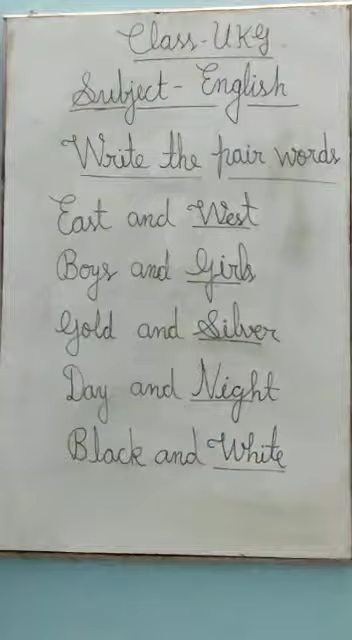 Class-UKG
Subject- English
Write the pair words
East and West
Boys and Girls
Gold and Silver
Day and Night
Black and White